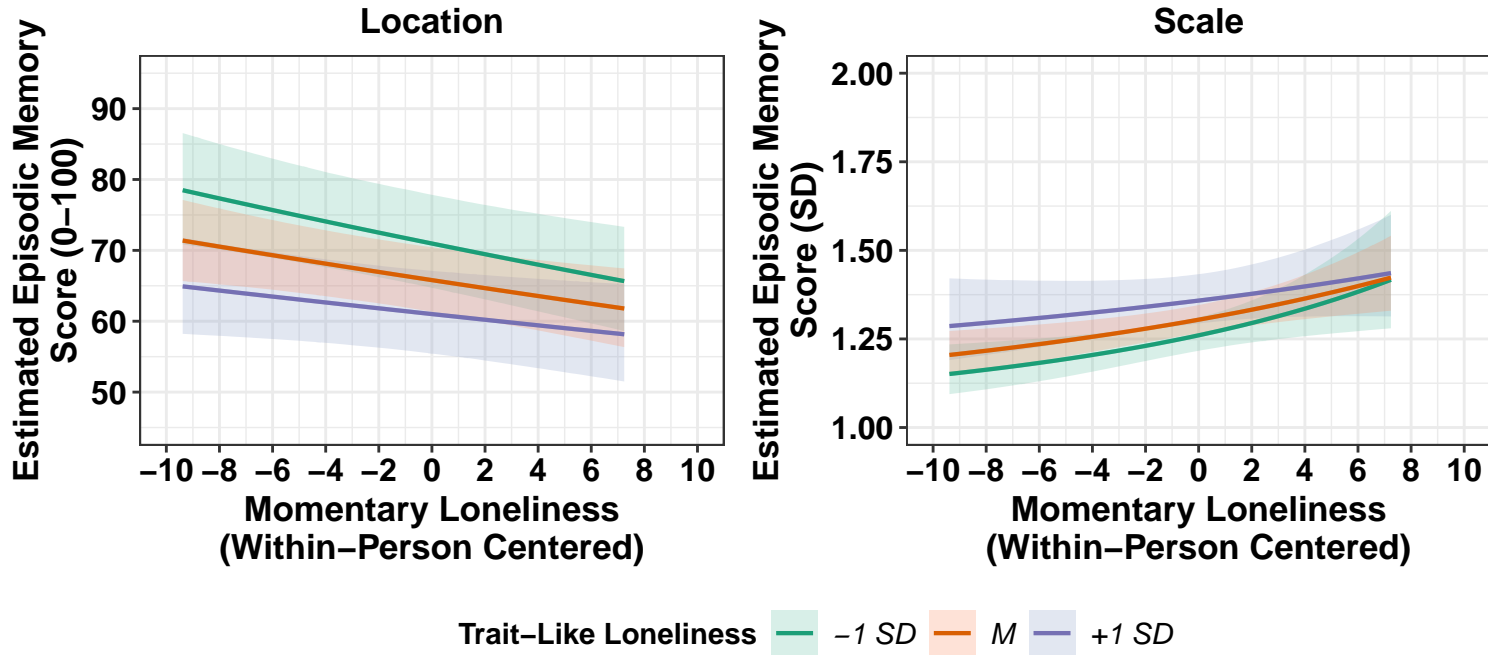 Location
Estimated Episodic Memory
Score (0−100)
90
80
70
60
50
−10 −8 −6 −4 −2 0 2 4 6 8 10
Momentary Loneliness
(Within−Person Centered)
Scale
Estimated Episodic Memory
Score (SD)
2.00
1.75
1.50
1.25
1.00
−10 −8 −6 −4 −2 0 2 4 6 8 10
Momentary Loneliness
(Within−Person Centered)
Trait−Like Loneliness −1 SD M +1 SD